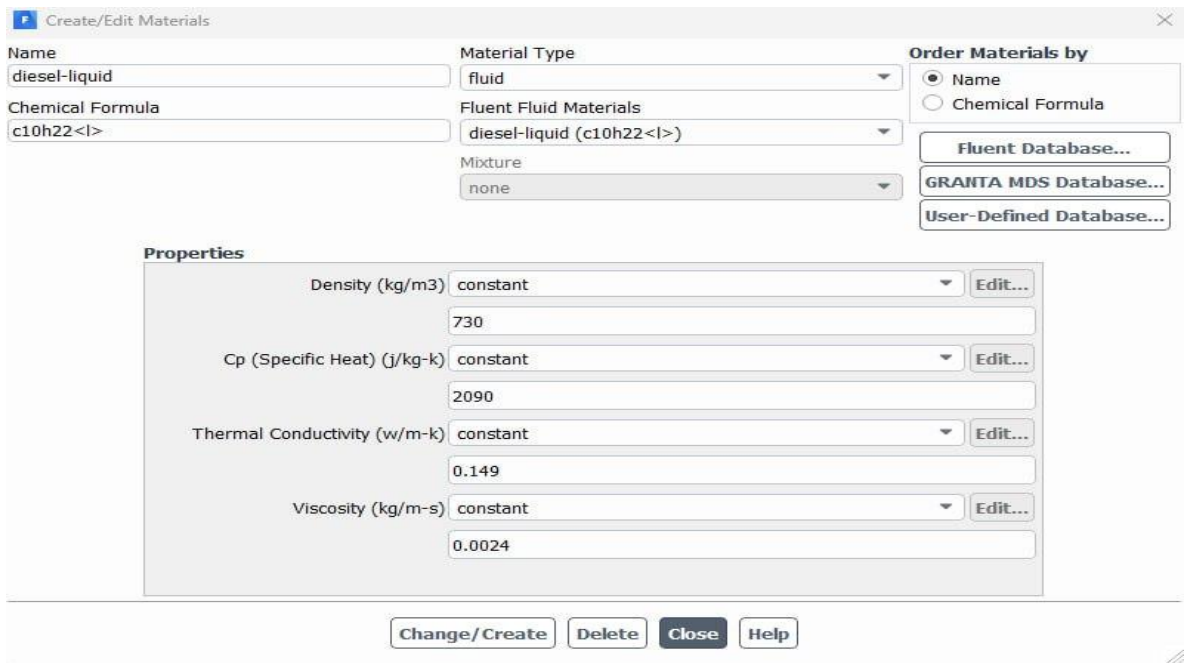 F Create/Edit Materials
Name
diesel-liquid
Chemical Formula
c10h22<l>
Material Type
fluid
Fluent Fluid Materials
diesel-liquid (c10h22<l>)
Mixture
none
Order Materials by
Name
Chemical Formula
Fluent Database...
GRANTA MDS Database...
User-Defined Database...
Properties
Density (kg/m3) constant Edit...
730
Cp (Specific Heat) (j/kg-k) constant Edit...
2090
Thermal Conductivity (w/m-k) constant Edit...
0.149
Viscosity (kg/m-s) constant Edit...
0.0024
Change/Create Delete Close Help